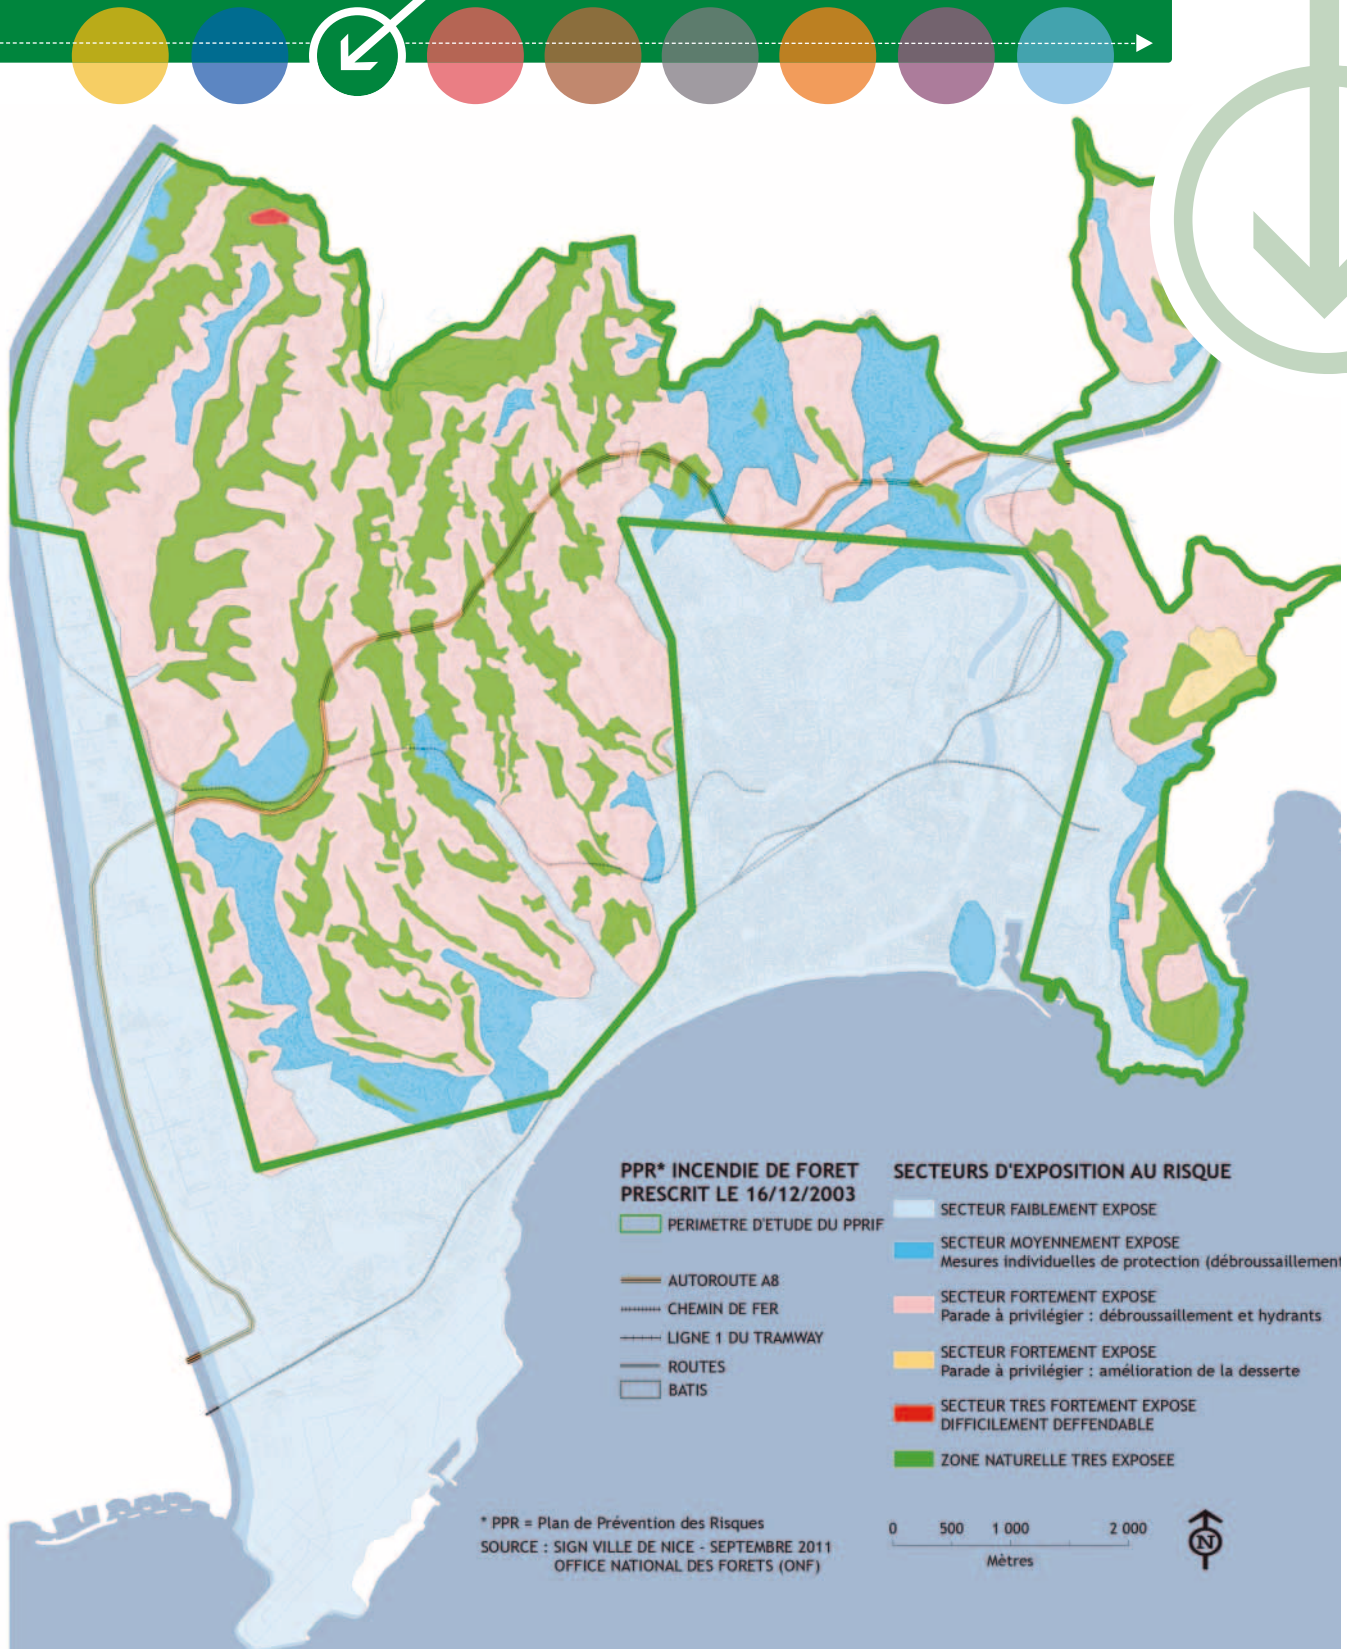 PPR* INCENDIE DE FORET
PRESCRIT LE 16/12/2003
PERIMETRE D'ETUDE DU PPRIF
AUTOROUTE A8
CHEMIN DE FER
LIGNE 1 DU TRAMWAY
ROUTES
BATIS
SECTEURS D'EXPOSITION AU RISQUE
SECTEUR FAIBLEMENT EXPOSE
SECTEUR MOYENNEMENT EXPOSE
Mesures individuelles de protection (débroussaillement
SECTEUR FORTEMENT EXPOSE
Parade à privilégier : débroussaillement et hydrants
SECTEUR FORTEMENT EXPOSE
Parade à privilégier : amélioration de la desserte
SECTEUR TRES FORTEMENT EXPOSE
DIFFICILEMENT DEFFENDABLE
ZONE NATURELLE TRES EXPOSEE
* PPR = Plan de Prévention des Risques
SOURCE : SIGN VILLE DE NICE - SEPTEMBRE 2011
OFFICE NATIONAL DES FORETS (ONF)
0 500 1 000 2 000
Mètres
N